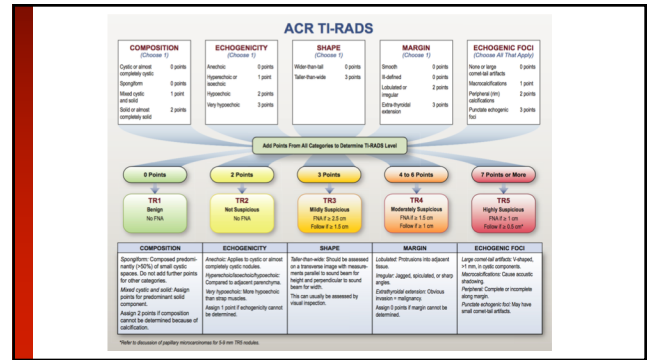 ACR TI-RADS
COMPOSITION
(Choose 1)
Cystic or almost 0 points
completely cystic
Spongiform 0 points
Mixed cystic 1 point
and solid
Solid or almost 2 points
completely solid
ECHOGENICITY
(Choose 1)
Anechoic 0 points
Hyperechoic or 1 point
isoechoic
Hypoechoic 2 points
Very hypoechoic 3 points
SHAPE
(Choose 1)
Wider-than-tall 0 points
Taller-than-wide 3 points
MARGIN
(Choose 1)
Smooth 0 points
Ill-defined 0 points
Lobulated or 2 points
irregular
Extra-thyroidal 3 points
extension
ECHOGENIC FOCI
(Choose All That Apply)
None or large 0 points
comet-tail artifacts
Macrocalcifications 1 point
Peripheral (rim) 2 points
calcifications
Punctate echogenic 3 points
foci
Add Points From All Categories to Determine TI-RADS Level
0 Points
2 Points
3 Points
4 to 6 Points
7 Points or More
TR1
Benign
No FNA
TR2
Not Suspicious
No FNA
TR3
Mildly Suspicious
FNA if ≥ 2.5 cm
Follow if ≥ 1.5 cm
TR4
Moderately Suspicious
FNA if ≥ 1.5 cm
Follow if ≥ 1 cm
TR5
Highly Suspicious
FNA if ≥ 1 cm
Follow if ≥ 0.5 cm*
COMPOSITION
Spongiform: Composed predomi-
nantly (>50%) of small cystic
spaces. Do not add further points
for other categories.
Mixed cystic and solid: Assign
points for predominant solid
component.
Assign 2 points if composition
cannot be determined because of
calcification.
ECHOGENICITY
Anechoic: Applies to cystic or almost
completely cystic nodules.
Hyperechoic/isoechoic/hypoechoic:
Compared to adjacent parenchyma.
Very hypoechoic: More hypoechoic
than strap muscles.
Assign 1 point if echogenicity cannot
be determined.
SHAPE
Taller-than-wide: Should be assessed
on a transverse image with measure-
ments parallel to sound beam for
height and perpendicular to sound
beam for width.
This can usually be assessed by
visual inspection.
MARGIN
Lobulated: Protrusions into adjacent
tissue.
Irregular: Jagged, spiculated, or sharp
angles.
Extrathyroidal extension: Obvious
invasion = malignancy.
Assign 0 points if margin cannot be
determined.
ECHOGENIC FOCI
Large comet-tail artifacts: V-shaped,
>1 mm, in cystic components.
Macrocalcifications: Cause acoustic
shadowing.
Peripheral: Complete or incomplete
along margin.
Punctate echogenic foci: May have
small comet-tail artifacts.
*Refer to discussion of papillary microcarcinomas for 5-9 mm TR5 nodules.